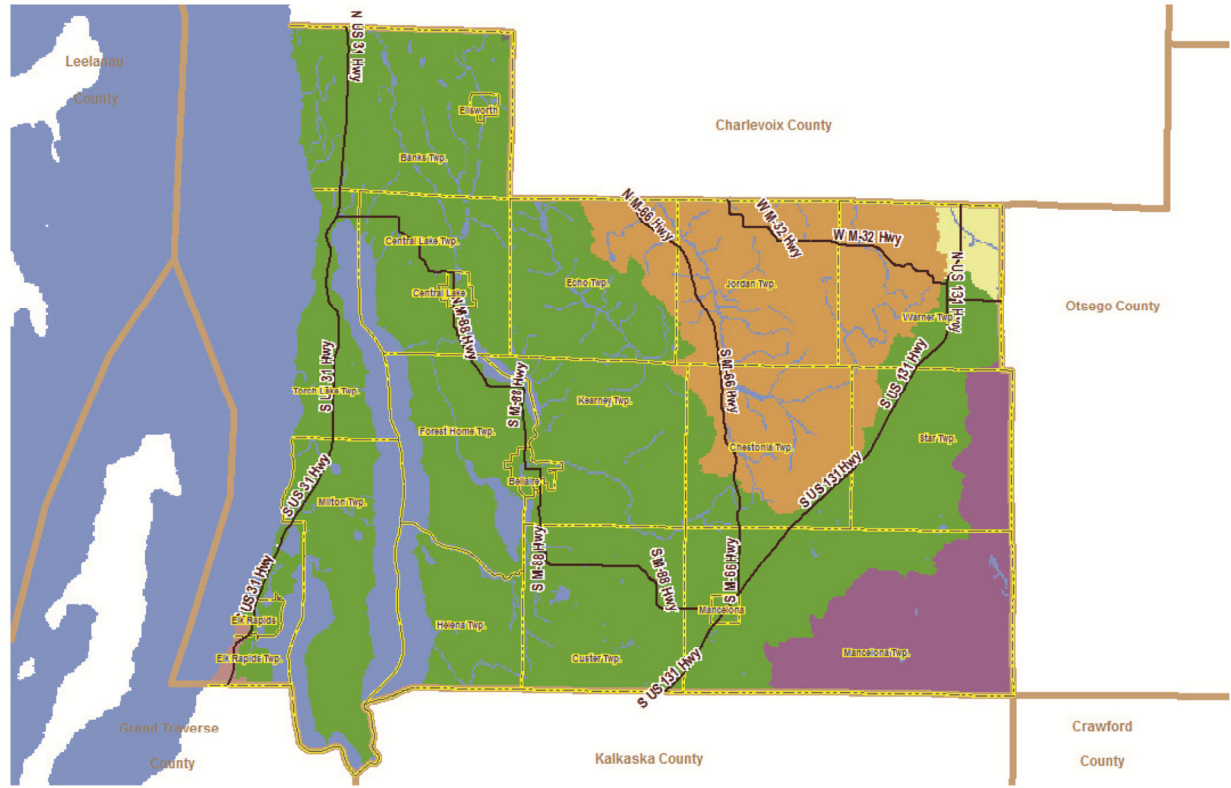 N US 31 Hwy
Leelanau
County
Ellsworth
Charlevoix County
Banks Twp.
N M-66 Hwy
W M-32 Hwy
W M-32 Hwy
Central Lake Twp.
Central Lake
Echo Twp.
Jordan Twp.
N US 131 Hwy
Otsego County
Warner Twp.
N M-88 Hwy
S US 31 Hwy
Torch Lake Twp.
S M-88 Hwy
Kearney Twp.
S M-66 Hwy
S US 131 Hwy
Forest Home Twp.
Chestonia Twp.
Star Twp.
Bellaire
S US 31 Hwy
Milton Twp.
S US 131 Hwy
S US 31 Hwy
S M-88 Hwy
S M-88 Hwy
S M-66 Hwy
Elk Rapids
Mancelona
Helena Twp.
Elk Rapids Twp.
Custer Twp.
Mancelona Twp.
S US 131 Hwy
Grand Traverse
County
Kalkaska County
Crawford
County